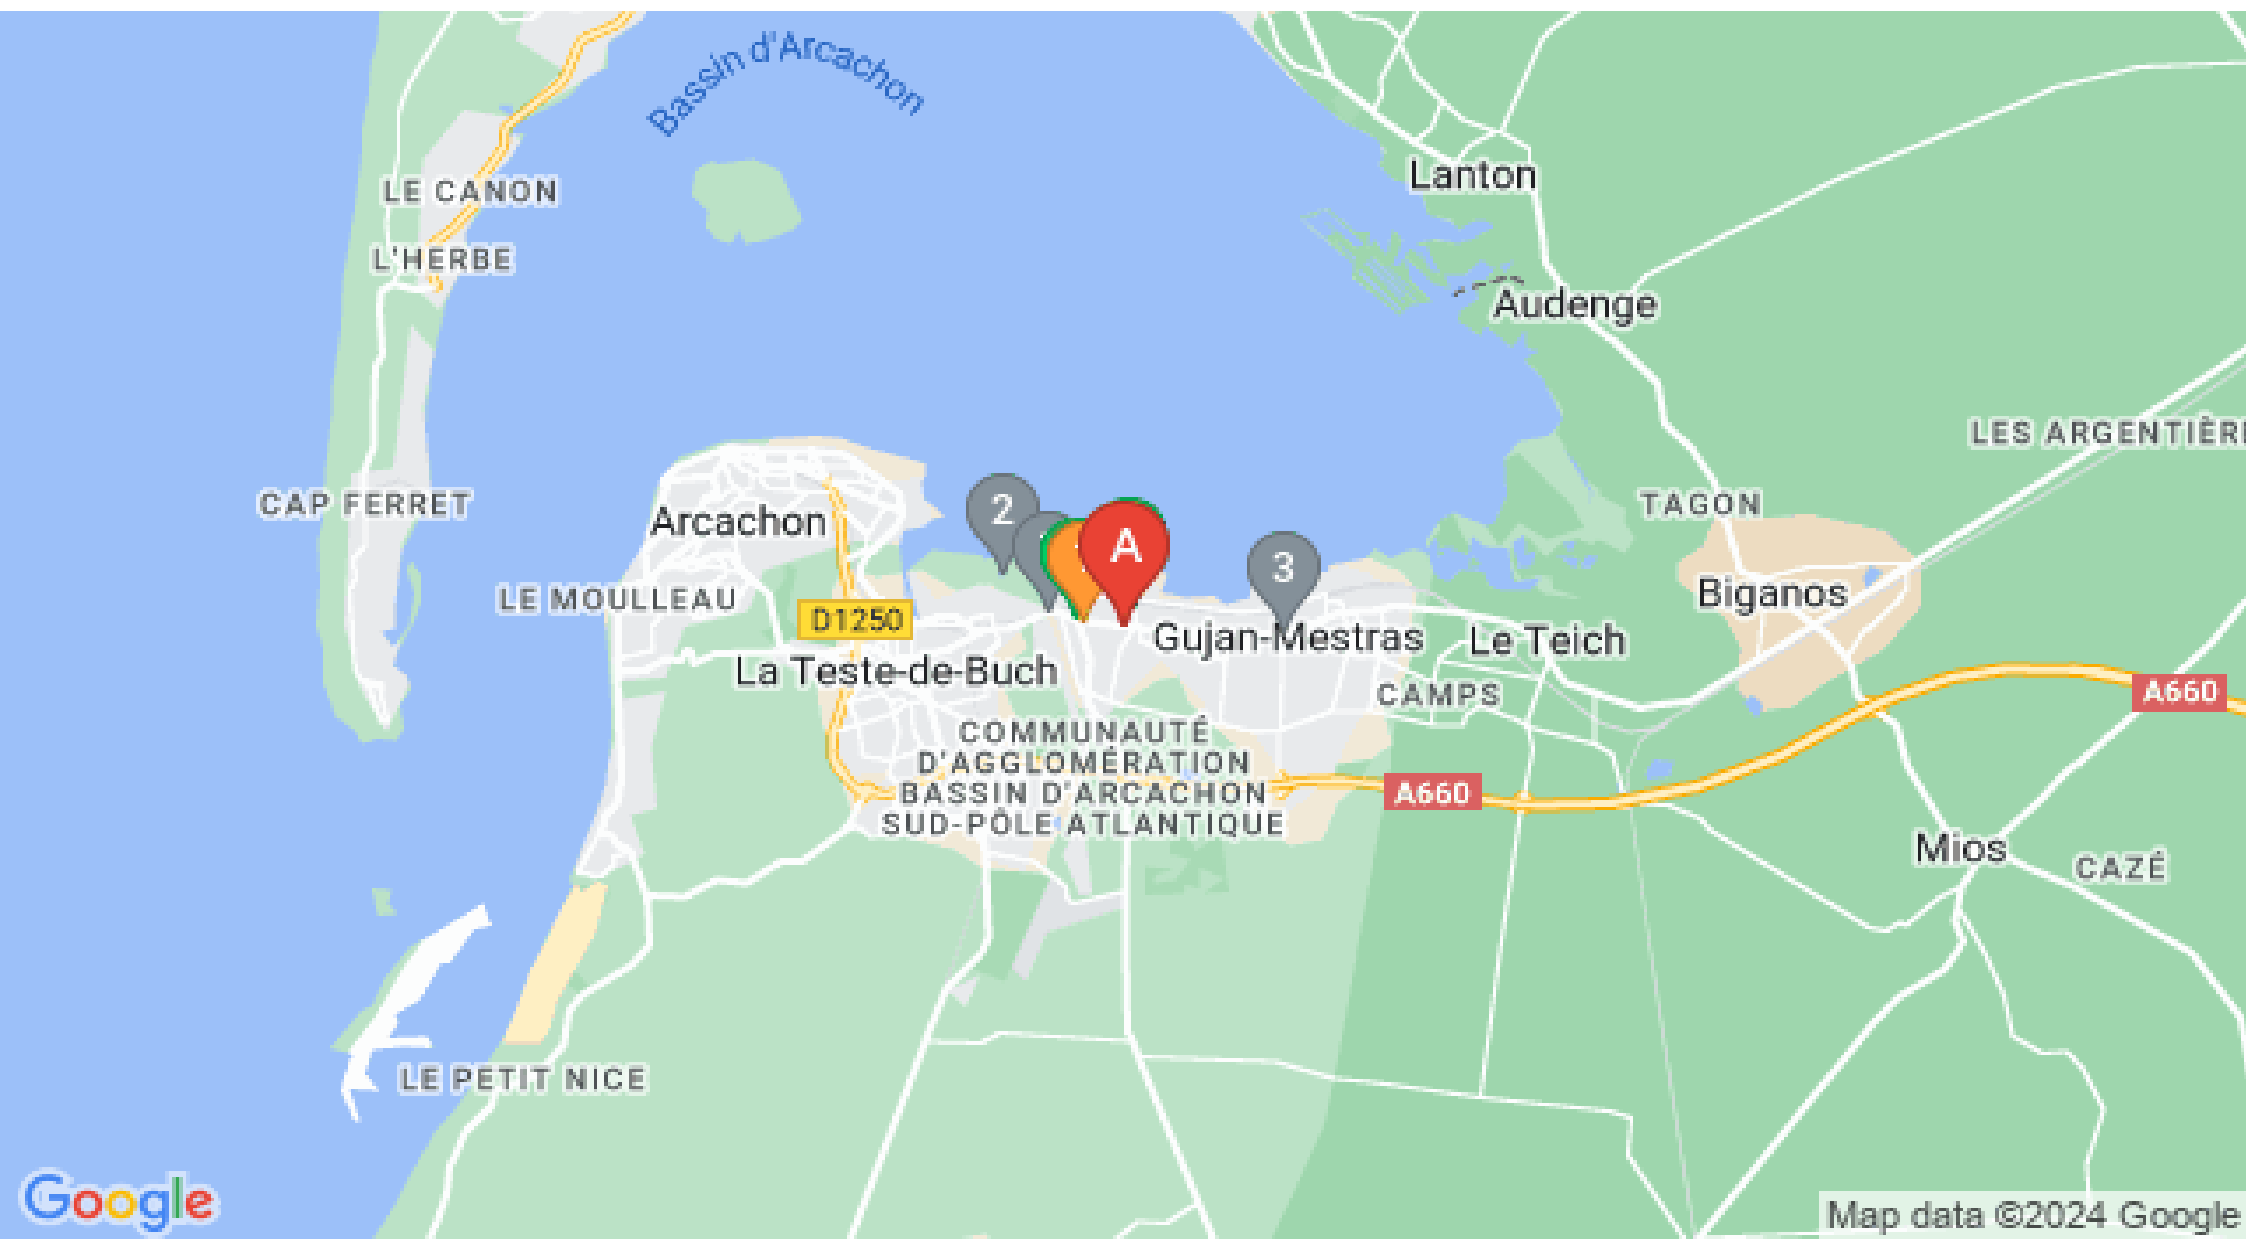 Bassin d'Arcachon
LE CANON
Lanton
L'HERBE
Audenge
LES ARGENTIÈRE
CAP FERRET
TAGON
2
Arcachon
A
3
LE MOULLEAU
D1250
Biganos
Gujan-Mestras
Le Teich
La Teste-de-Buch
CAMPS
A660
COMMUNAUTÉ
D'AGGLOMÉRATION
BASSIN D'ARCACHON
SUD-PÔLE ATLANTIQUE
A660
Mios
CAZÉ
LE PETIT NICE
Google
Map data ©2024 Google